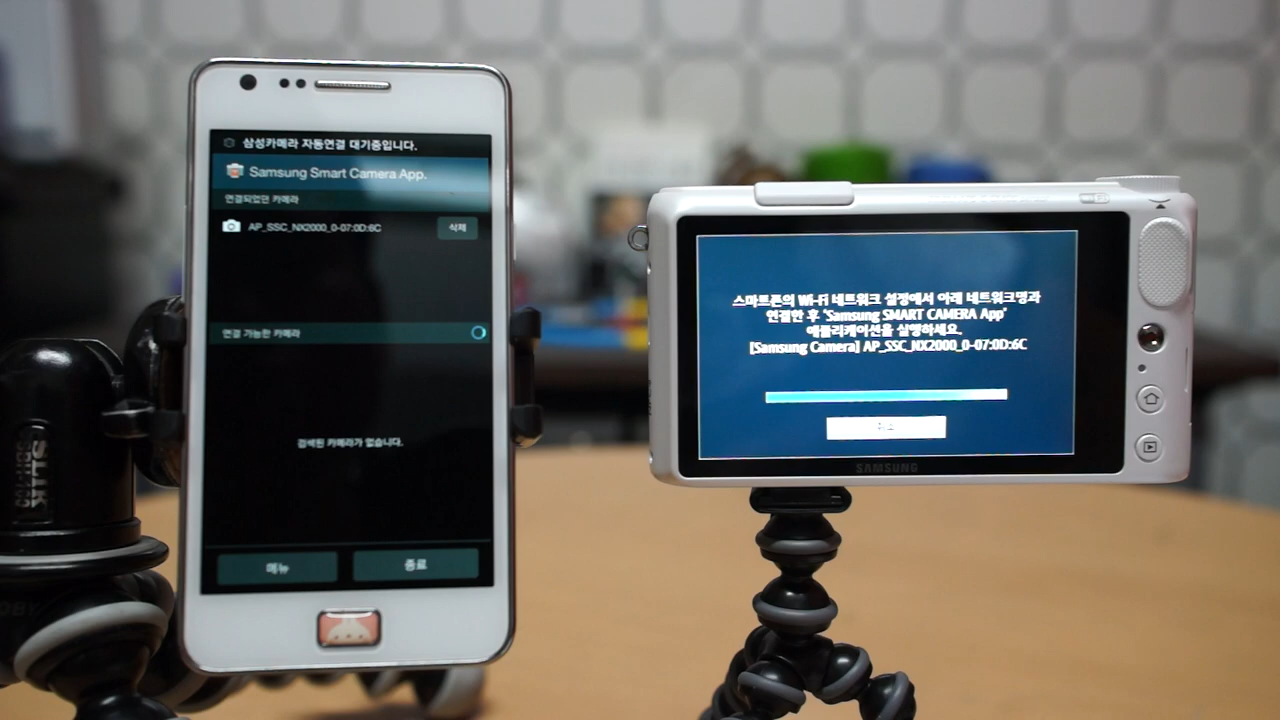 삼성카메라 자동연결 대기중입니다.
Samsung Smart Camera App.
연결되었던 카메라
AP_SSC_NX2000_0-07:0D:6C
삭제
연결 가능한 카메라
검색된 카메라가 없습니다.
메뉴
종료
스마트폰의 Wi-Fi 네트워크 설정에서 아래 네트워크명과
연결한 후 'Samsung SMART CAMERA App'
애플리케이션을 실행하세요.
[Samsung Camera] AP_SSC_NX2000_0-07:0D:6C
취소
SAMSUNG
SLIK